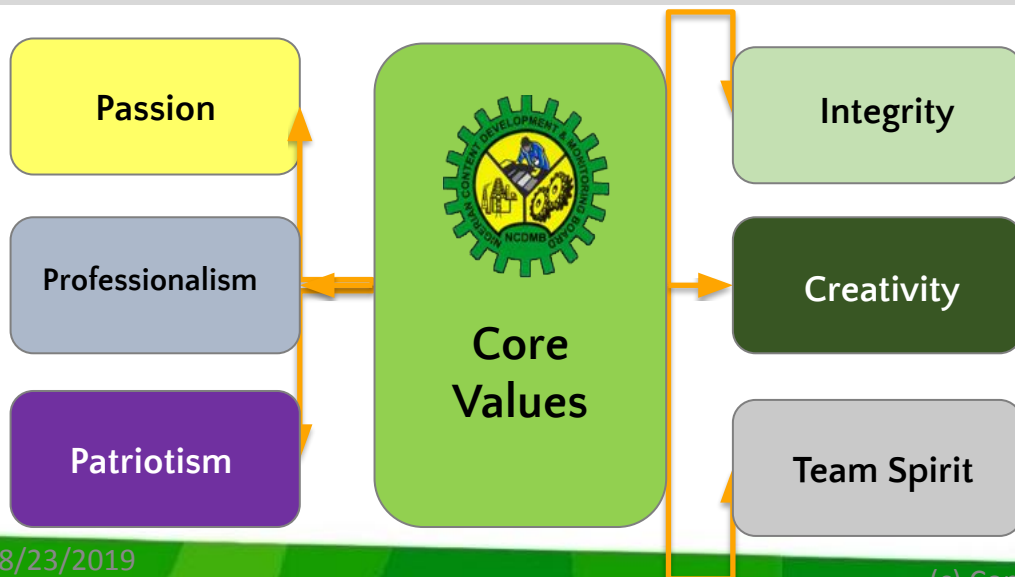 Passion
Professionalism
Patriotism
NIGERIAN CONTENT DEVELOPMENT & MONITORING BOARD
NCDMB
Core
Values
Integrity
Creativity
Team Spirit
8/23/2019
(c)